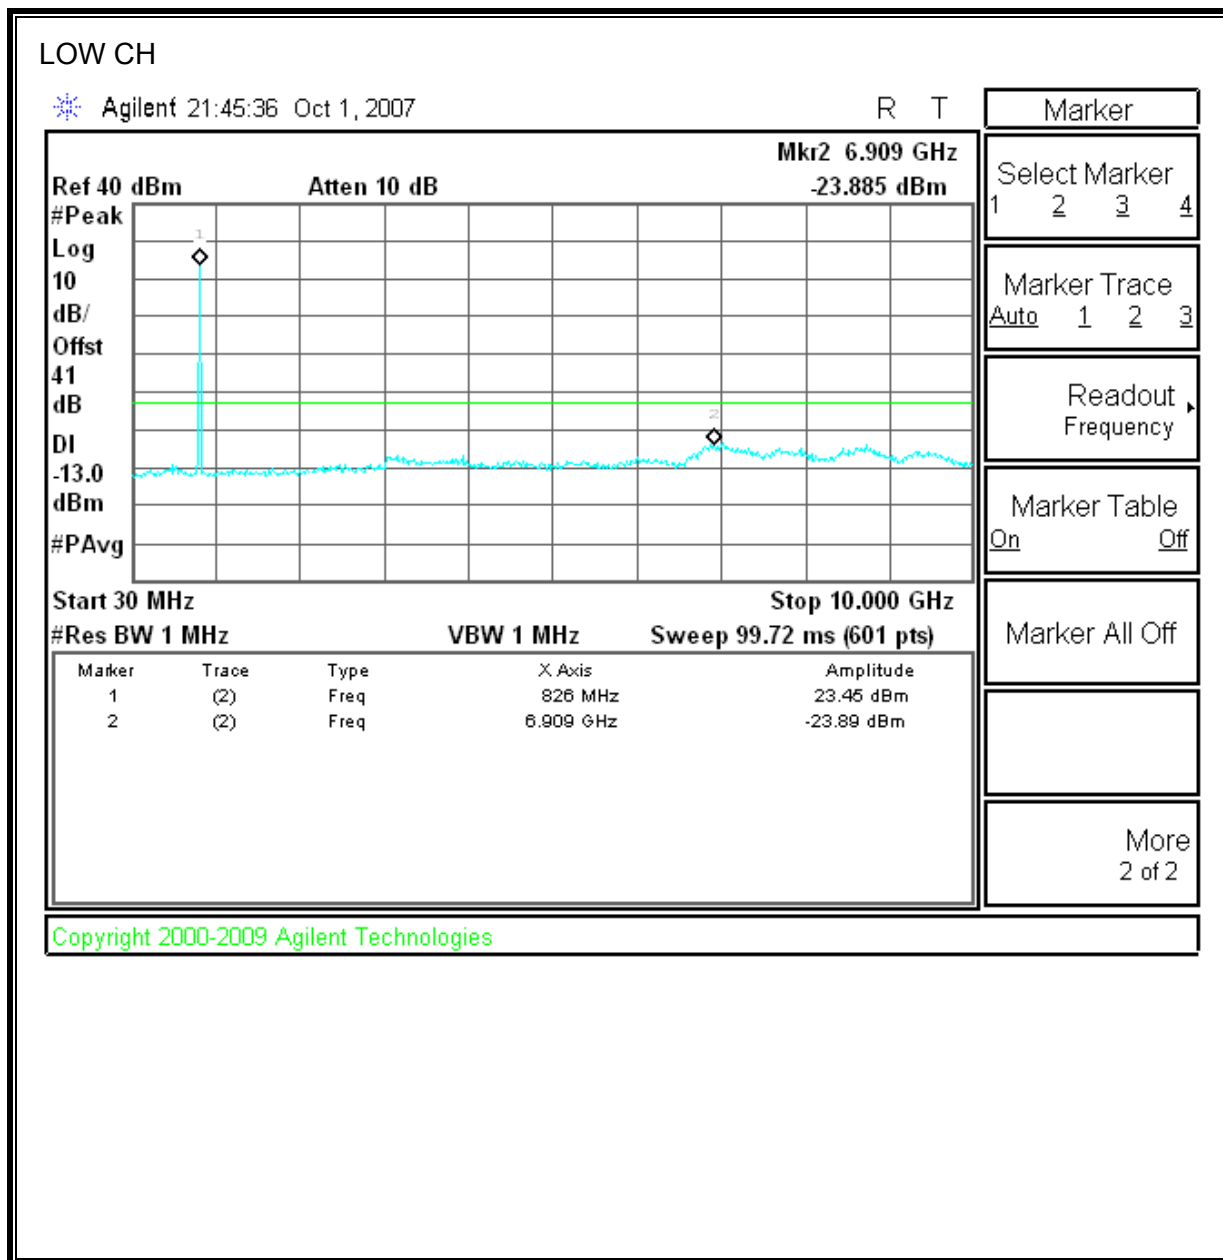 LOW CH
Agilent 21:45:36 Oct 1, 2007 R T
Mkr2 6.909 GHz
Ref 40 dBm Atten 10 dB -23.885 dBm
#Peak
Log
10
dB/
Offst
41
dB
DI
-13.0
dBm
#PAvg
1
2
Start 30 MHz Stop 10.000 GHz
#Res BW 1 MHz VBW 1 MHz Sweep 99.72 ms (601 pts)
Marker Trace Type X Axis Amplitude
1 (2) Freq 826 MHz 23.45 dBm
2 (2) Freq 6.909 GHz -23.89 dBm
Marker
Select Marker
1 2 3 4
Marker Trace
Auto 1 2 3
Readout
Frequency
Marker Table
On Off
Marker All Off
More
2 of 2
Copyright 2000-2009 Agilent Technologies